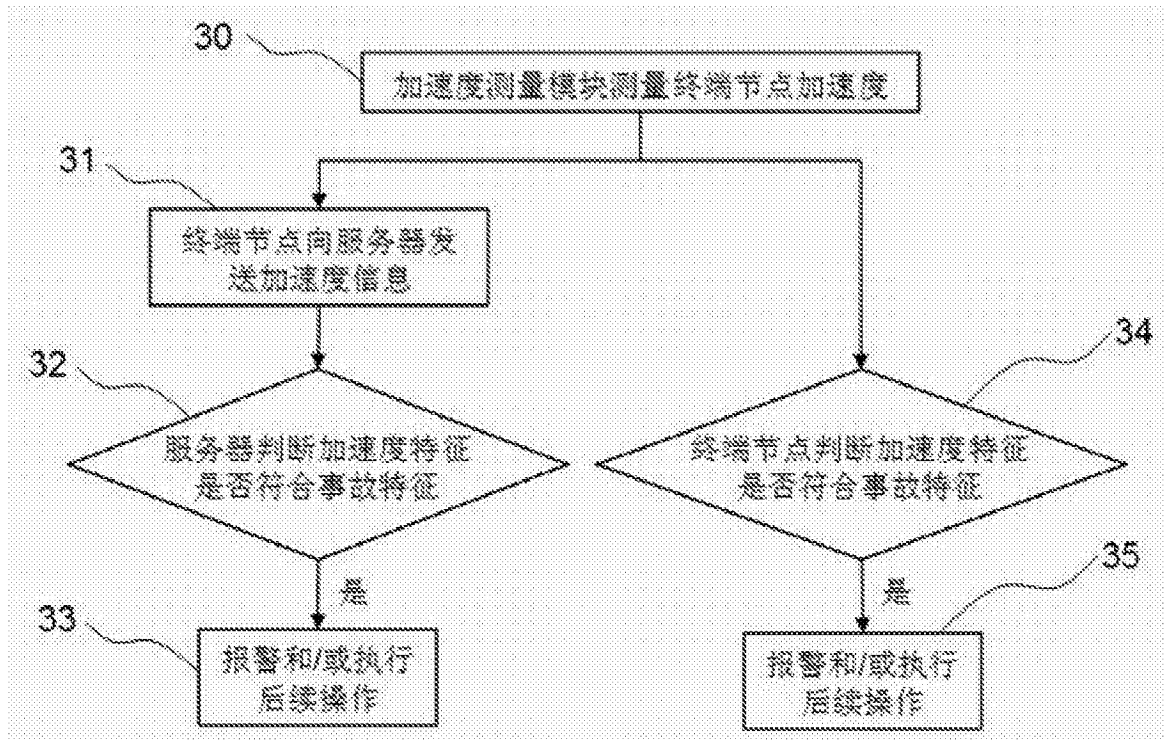 30
加速度测量模块测量终端节点加速度
31
终端节点向服务器发
送加速度信息
32
服务器判断加速度特征
是否符合事故特征
34
终端节点判断加速度特征
是否符合事故特征
是
33
报警和/或执行
后续操作
是
35
报警和/或执行
后续操作